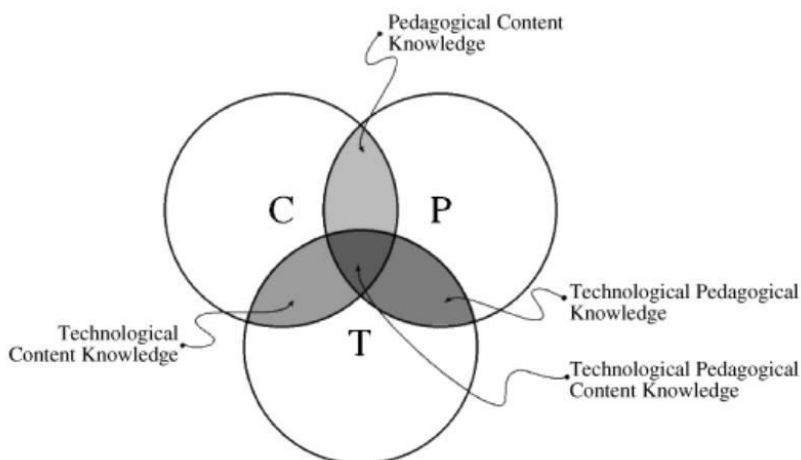 Pedagogical Content
Knowledge
C
P
Technological Pedagogical
Knowledge
Technological
Content Knowledge
T
Technological Pedagogical
Content Knowledge